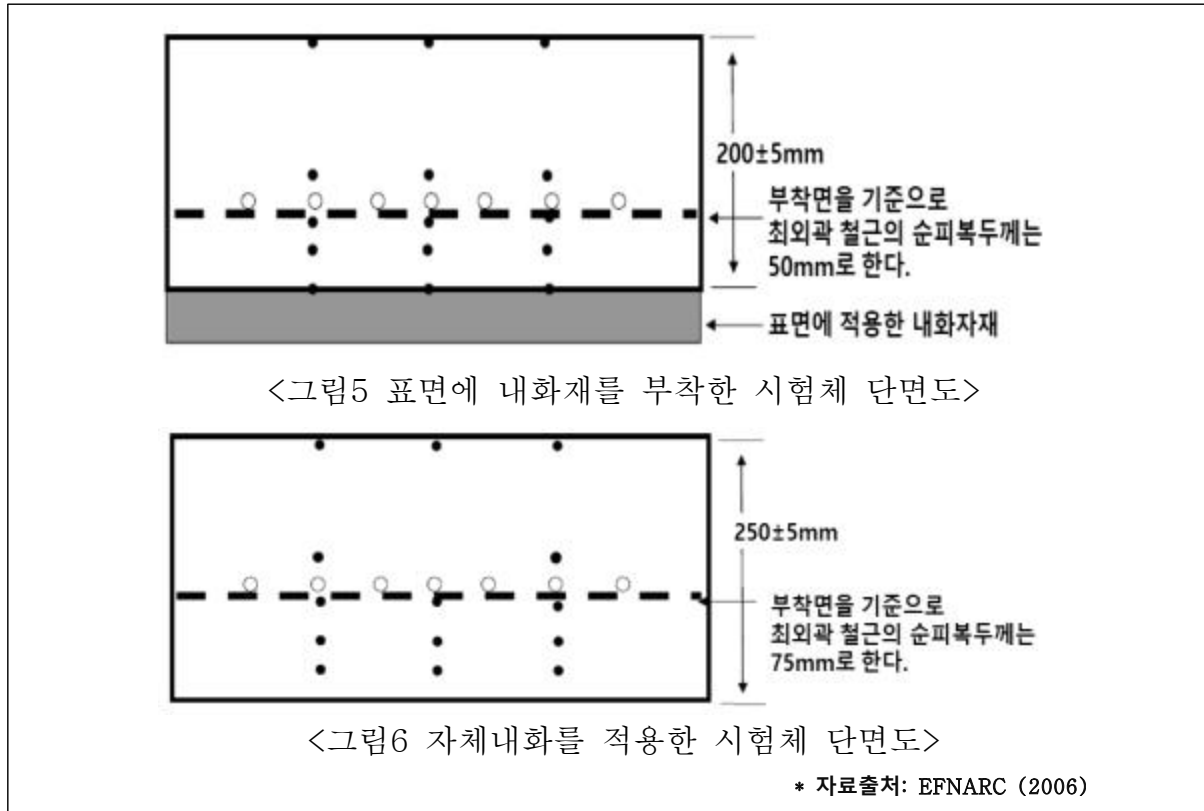 200±5mm
부착면을 기준으로
최외곽 철근의 순피복두께는
50mm로 한다.
표면에 적용한 내화자재
<그림5 표면에 내화재를 부착한 시험체 단면도>
250±5mm
부착면을 기준으로
최외곽 철근의 순피복두께는
75mm로 한다.
<그림6 자체내화를 적용한 시험체 단면도>
* 자료출처: EFNARC (2006)